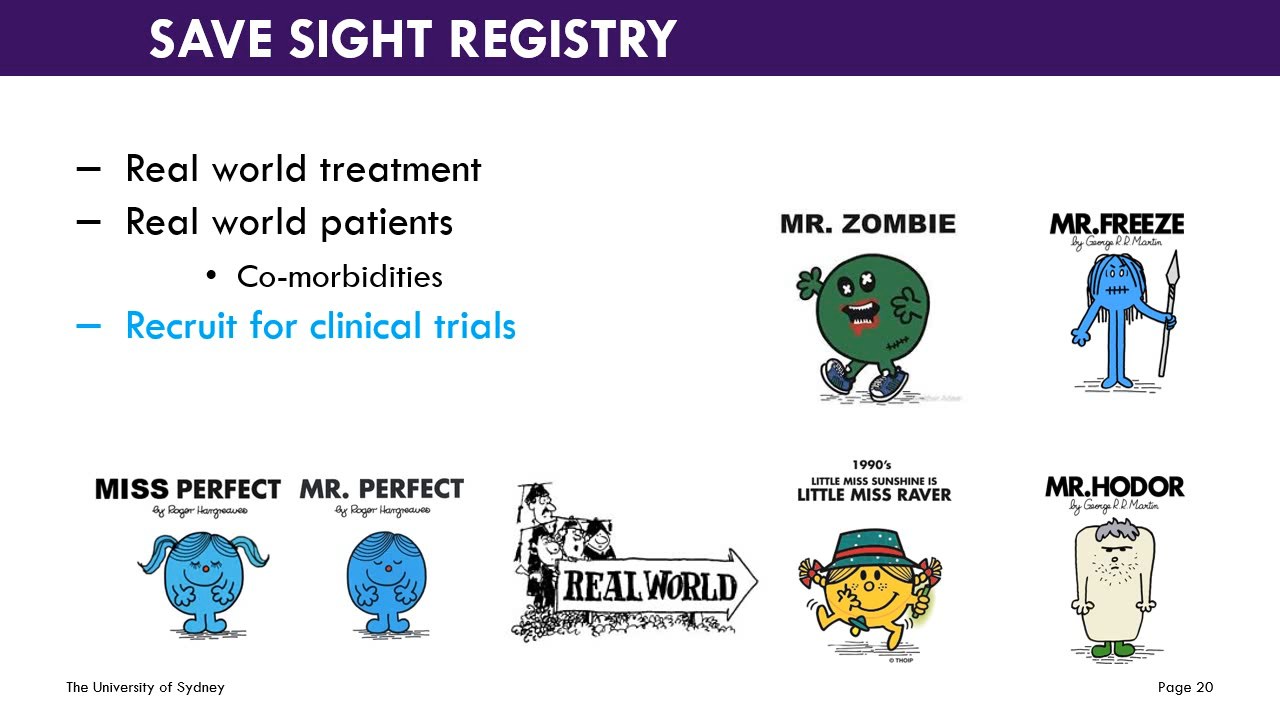 SAVE SIGHT REGISTRY
– Real world treatment
– Real world patients
• Co-morbidities
– Recruit for clinical trials
MR. ZOMBIE
MR.FREEZE
by George R.R. Martin
MISS PERFECT
by Roger Hargreaves
MR. PERFECT
by Roger Hargreaves
REAL WORLD
1990's
LITTLE MISS SUNSHINE IS
LITTLE MISS RAVER
© THOIP
MR.HODOR
by George R.R. Martin
The University of Sydney
Page 20